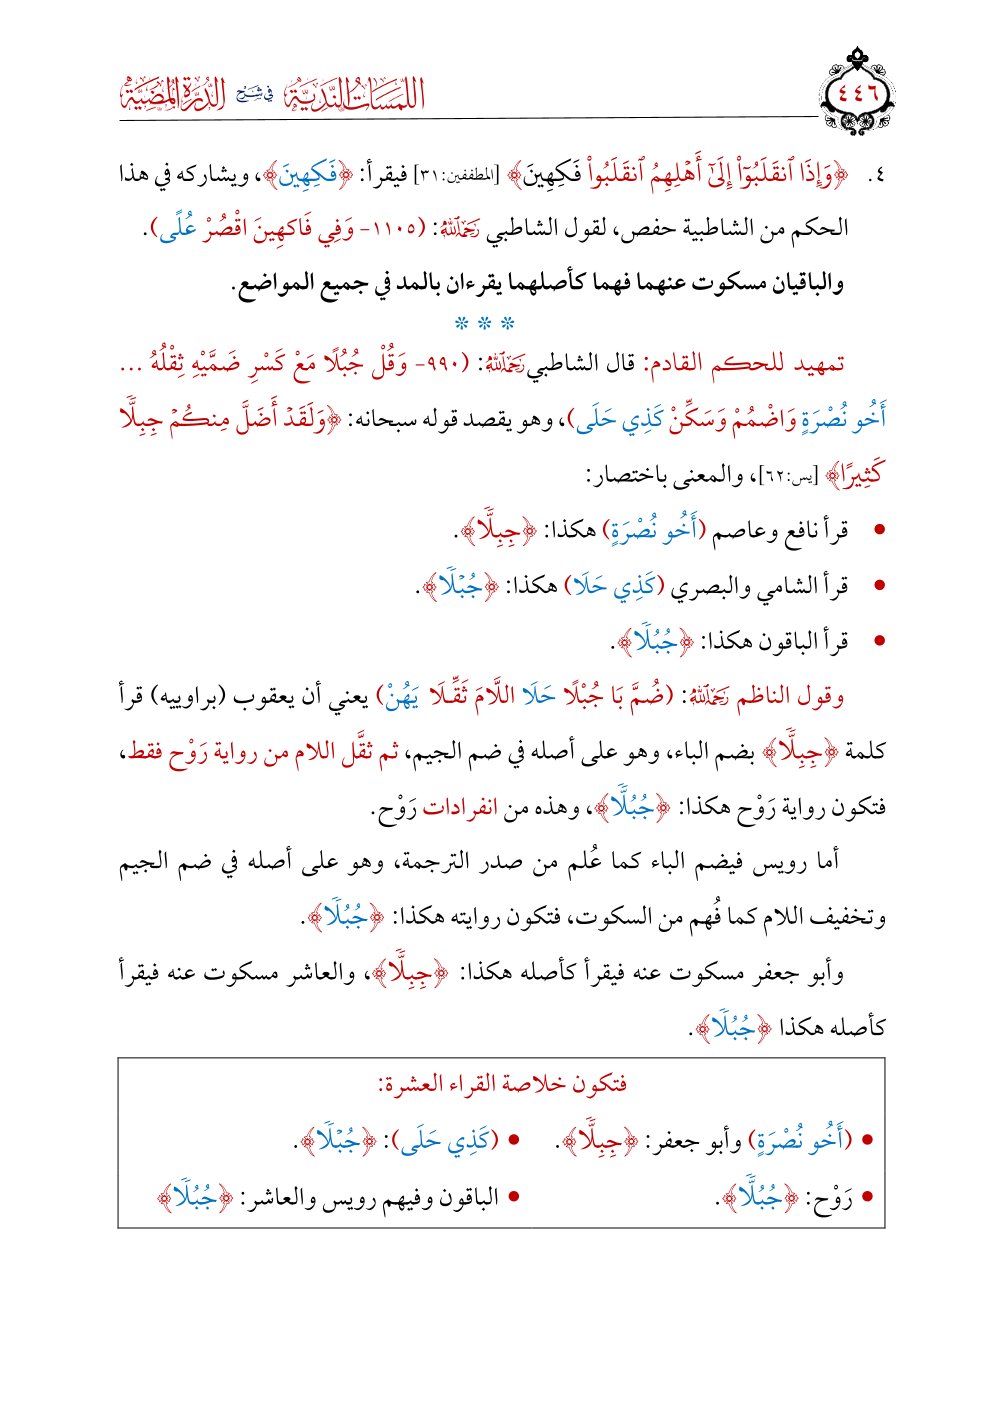 ٤٤٦
اللمسات الندية في شرح الدرة المضية
٤. ﴿وَإِذَا ٱنقَلَبُوٓا۟ إِلَىٰٓ أَهْلِهِمُ ٱنقَلَبُوا۟ فَكِهِينَ﴾ [المطففين:٣١] فيقرأ: ﴿فَكِهِينَ﴾، ويشاركه في هذا
الحكم من الشاطبية حفص، لقول الشاطبي رَحِمَهُ ٱللَّهُ: (١١٠٥- وَفِي فَاكهِينَ اقْصُرْ عُلًى).
والباقيان مسكوت عنهما فهما كأصلهما يقرءان بالمد في جميع المواضع.
* * *
تمهيد للحكم القادم: قال الشاطبي رَحِمَهُ ٱللَّهُ: (٩٩٠- وَقُلْ جُبُلًا مَعْ كَسْرِ ضَمَّيْهِ ثِقْلُهُ ...
أَخُو نُصْرَةٍ وَاضْمُمْ وَسَكِّنْ كَذِي حَلَى)، وهو يقصد قوله سبحانه: ﴿وَلَقَدْ أَضَلَّ مِنكُمْ جِبِلًّا
كَثِيرًا﴾ [يس:٦٢]، والمعنى باختصار:
• قرأ نافع وعاصم (أَخُو نُصْرَةٍ) هكذا: ﴿جِبِلًّا﴾.
• قرأ الشامي والبصري (كَذِي حَلَا) هكذا: ﴿جُبْلًا﴾.
• قرأ الباقون هكذا: ﴿جُبُلًا﴾.
وقول الناظم رَحِمَهُ ٱللَّهُ: (ضُمَّ بَا جُبْلًا حَلَا اللَّامَ ثَقِّـلَا يَهُنْ) يعني أن يعقوب (براوييه) قرأ
كلمة ﴿جِبِلًّا﴾ بضم الباء، وهو على أصله في ضم الجيم، ثم ثقَّل اللام من رواية رَوْح فقط،
فتكون رواية رَوْح هكذا: ﴿جُبُلًّا﴾، وهذه من انفرادات رَوْح.
أما رويس فيضم الباء كما عُلم من صدر الترجمة، وهو على أصله في ضم الجيم
وتخفيف اللام كما فُهم من السكوت، فتكون روايته هكذا: ﴿جُبُلًا﴾.
وأبو جعفر مسكوت عنه فيقرأ كأصله هكذا: ﴿جِبِلًّا﴾، والعاشر مسكوت عنه فيقرأ
كأصله هكذا ﴿جُبُلًا﴾.
فتكون خلاصة القراء العشرة:
• (أَخُو نُصْرَةٍ) وأبو جعفر: ﴿جِبِلًّا﴾. • (كَذِي حَلَى): ﴿جُبْلًا﴾.
• رَوْح: ﴿جُبُلًّا﴾. • الباقون وفيهم رويس والعاشر: ﴿جُبُلًا﴾